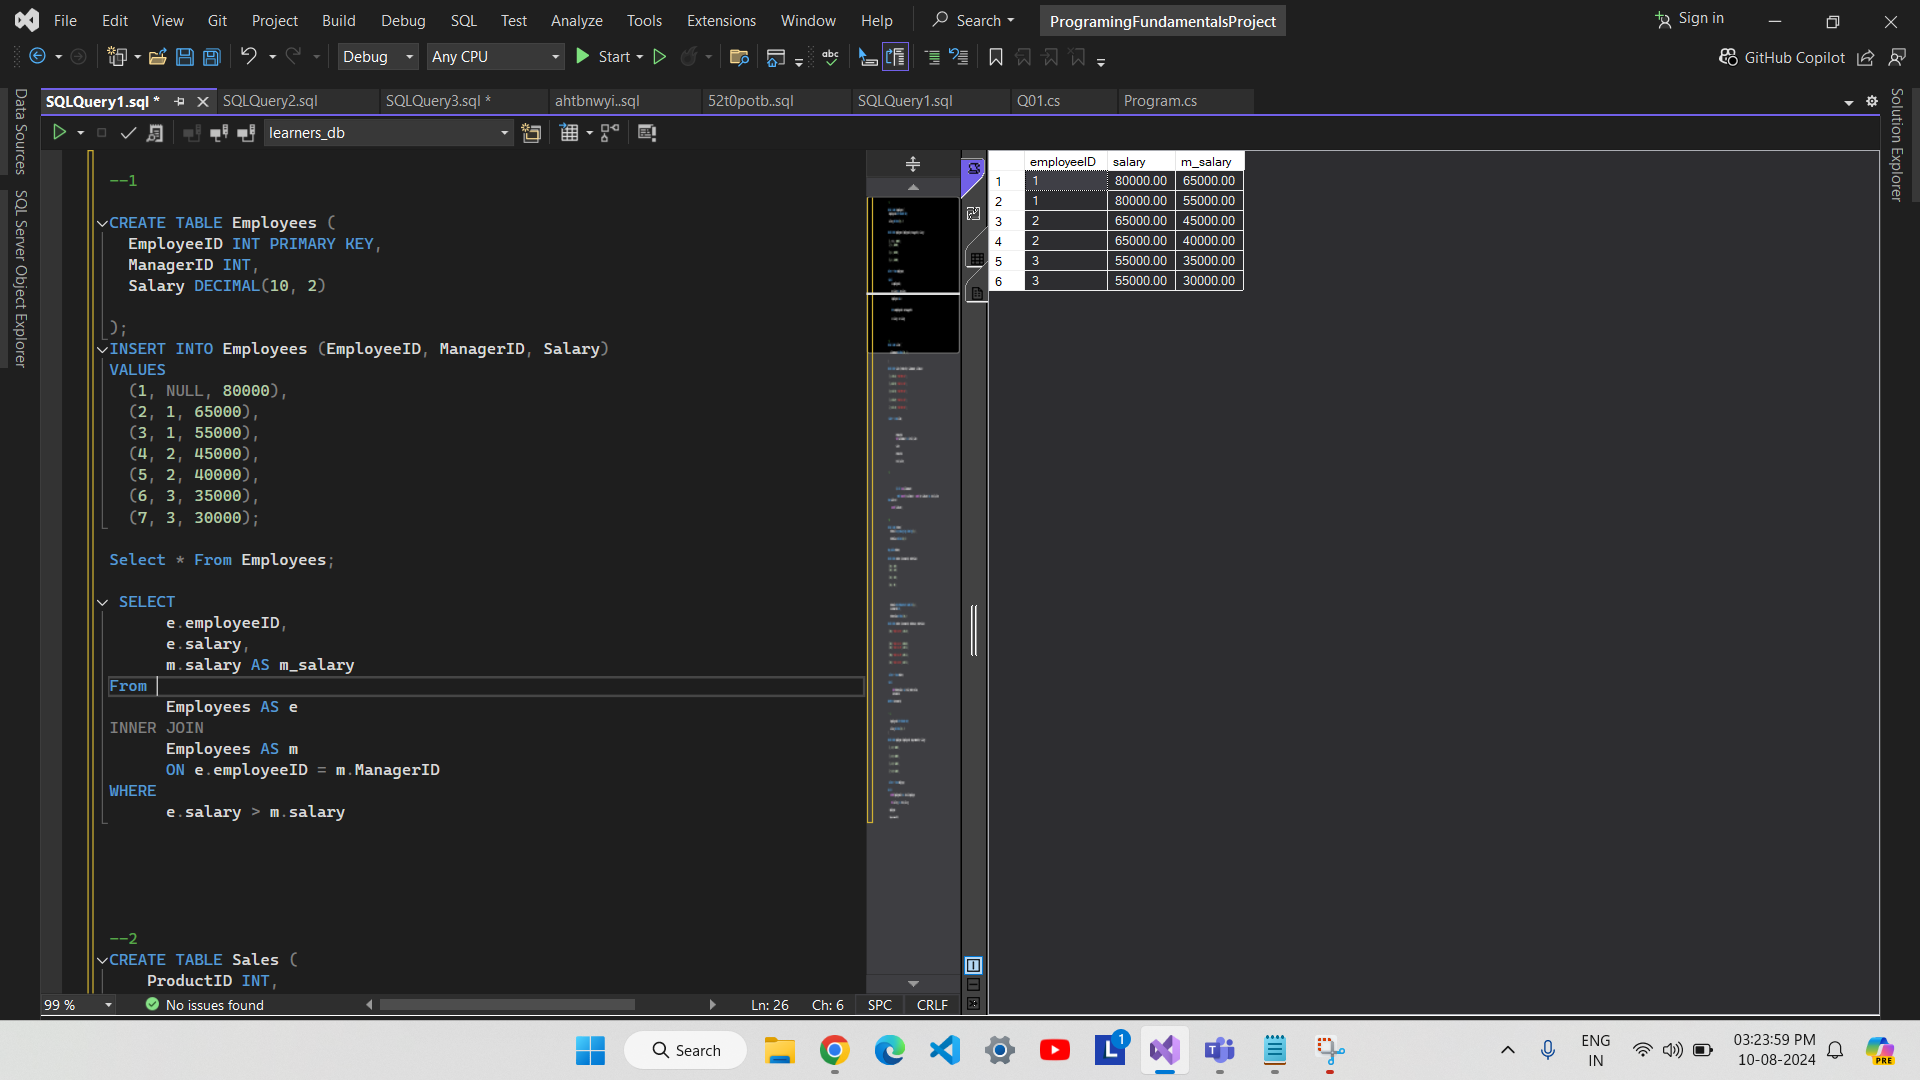 File Edit View Git Project Build Debug SQL Test Analyze Tools Extensions Window Help Search ProgramingFundamentalsProject Sign in
Debug Any CPU Start abc GitHub Copilot
SQLQuery1.sql * SQLQuery2.sql SQLQuery3.sql * ahtbnwyi..sql 52t0potb..sql SQLQuery1.sql Q01.cs Program.cs
learners_db
Data Sources
SQL Server Object Explorer
Solution Explorer
--1
CREATE TABLE Employees (
EmployeeID INT PRIMARY KEY,
ManagerID INT,
Salary DECIMAL(10, 2)
);
INSERT INTO Employees (EmployeeID, ManagerID, Salary)
VALUES
(1, NULL, 80000),
(2, 1, 65000),
(3, 1, 55000),
(4, 2, 45000),
(5, 2, 40000),
(6, 3, 35000),
(7, 3, 30000);
Select * From Employees;
SELECT
e.employeeID,
e.salary,
m.salary AS m_salary
From
Employees AS e
INNER JOIN
Employees AS m
ON e.employeeID = m.ManagerID
WHERE
e.salary > m.salary
--2
CREATE TABLE Sales (
ProductID INT,
employeeID salary m_salary
1 1 80000.00 65000.00
2 1 80000.00 55000.00
3 2 65000.00 45000.00
4 2 65000.00 40000.00
5 3 55000.00 35000.00
6 3 55000.00 30000.00
99 % No issues found Ln: 26 Ch: 6 SPC CRLF
Search L 1 ENG IN 03:23:59 PM 10-08-2024 PRE